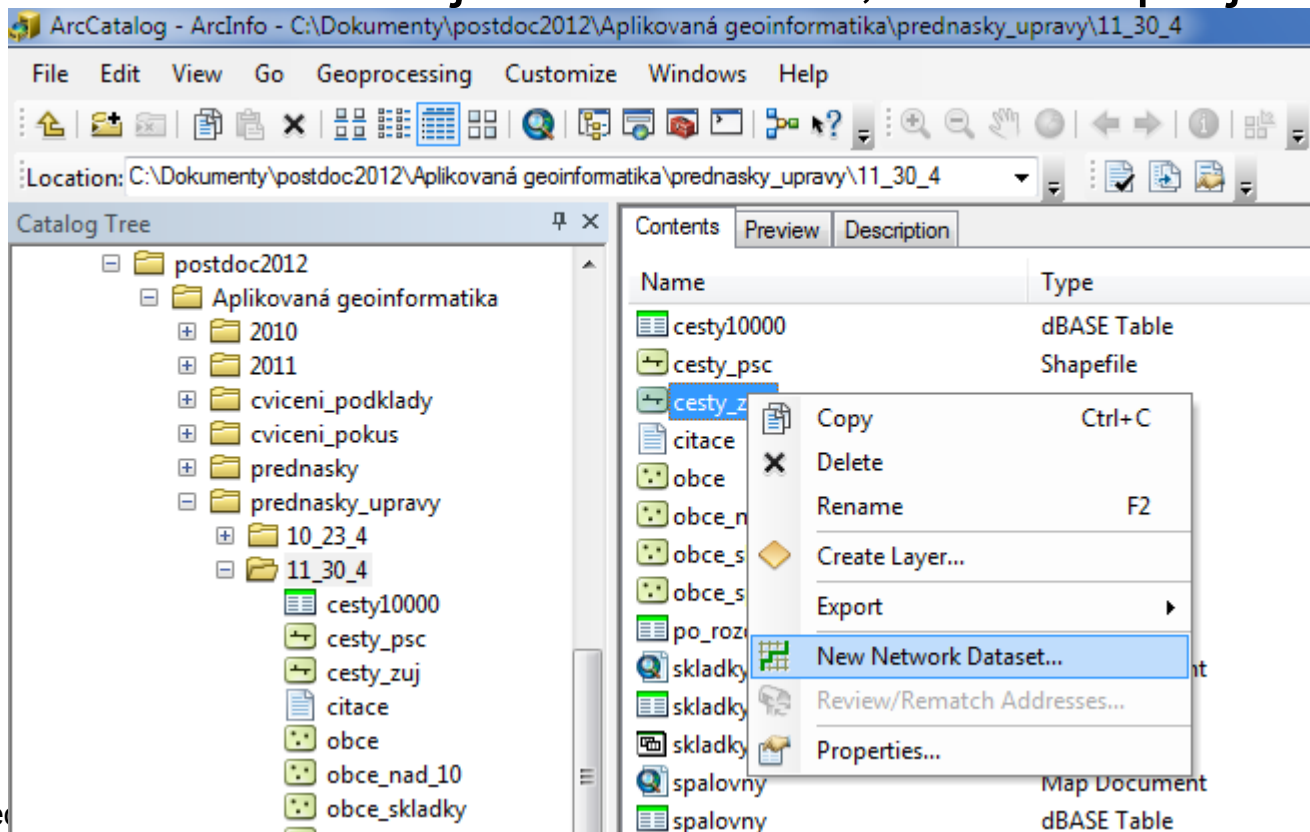 ArcCatalog - ArcInfo - C:\Dokumenty\postdoc2012\Aplikovaná geoinformatika\prednasky_upravy\11_30_4
File Edit View Go Geoprocessing Customize Windows Help
Location: C:\Dokumenty\postdoc2012\Aplikovaná geoinformatika\prednasky_upravy\11_30_4
Catalog Tree
postdoc2012
Aplikovaná geoinformatika
2010
2011
cviceni_podklady
cviceni_pokus
prednasky
prednasky_upravy
10_23_4
11_30_4
cesty10000
cesty_psc
cesty_zuj
citace
obce
obce_nad_10
obce_skladky
Contents Preview Description
Name Type
cesty10000 dBASE Table
cesty_psc Shapefile
cesty_z
citace
obce
obce_n
obce_s
obce_s
po_roz
skladky
skladky
skladky
spalovny Map Document
spalovny dBASE Table
Copy Ctrl+C
Delete
Rename F2
Create Layer...
Export
New Network Dataset...
Review/Rematch Addresses...
Properties...